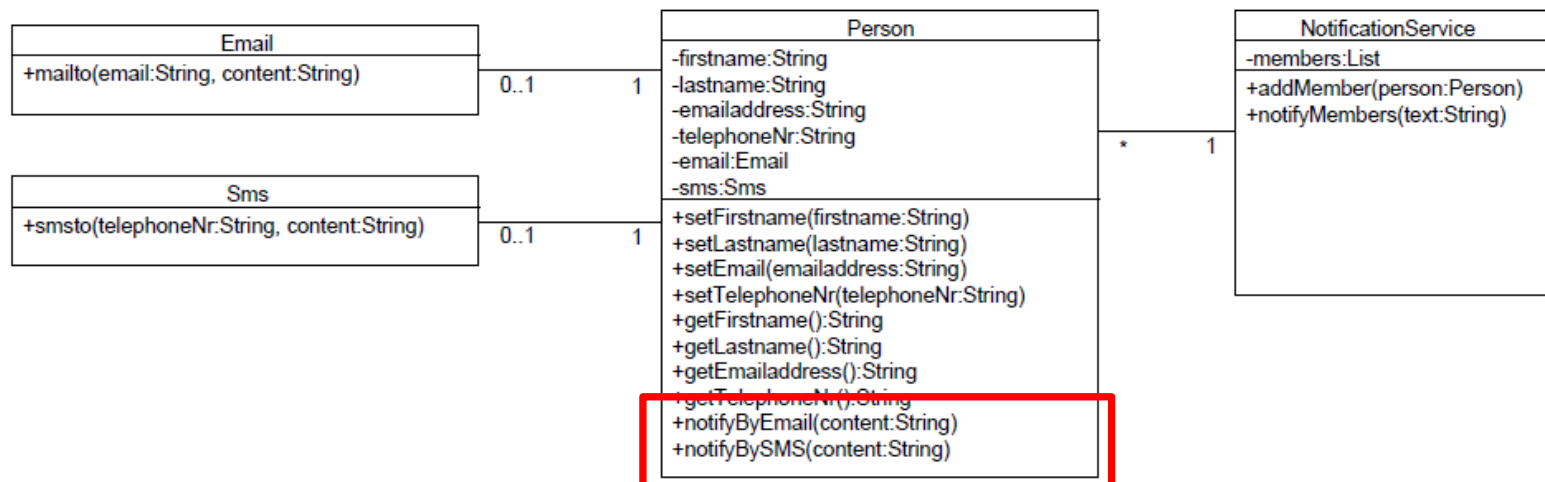 Email
+mailto(email:String, content:String)
0..1
1
Sms
+smsto(telephoneNr:String, content:String)
0..1
1
Person
-firstname:String
-lastname:String
-emailaddress:String
-telephoneNr:String
-email:Email
-sms:Sms
+setFirstname(firstname:String)
+setLastname(lastname:String)
+setEmail(emailaddress:String)
+setTelephoneNr(telephoneNr:String)
+getFirstname():String
+getLastname():String
+getEmailaddress():String
+getTelephoneNr():String
+notifyByEmail(content:String)
+notifyBySMS(content:String)
*
1
NotificationService
-members:List
+addMember(person:Person)
+notifyMembers(text:String)